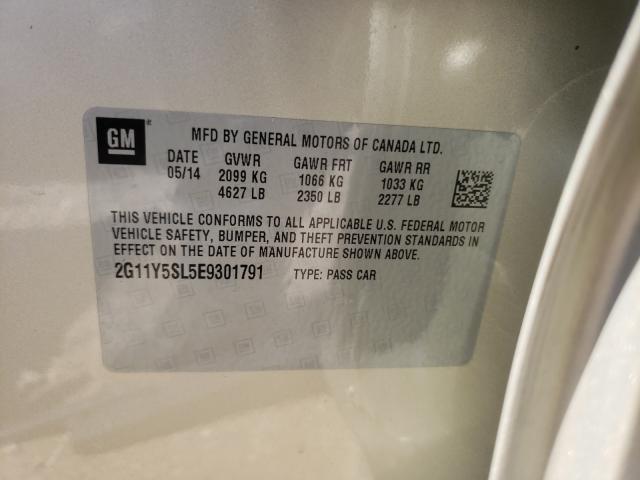 GM
MFD BY GENERAL MOTORS OF CANADA LTD.
DATE GVWR GAWR FRT GAWR RR
05/14 2099 KG 1066 KG 1033 KG
4627 LB 2350 LB 2277 LB
THIS VEHICLE CONFORMS TO ALL APPLICABLE U.S. FEDERAL MOTOR
VEHICLE SAFETY, BUMPER, AND THEFT PREVENTION STANDARDS IN
EFFECT ON THE DATE OF MANUFACTURE SHOWN ABOVE.
2G11Y5SL5E9301791 TYPE: PASS CAR